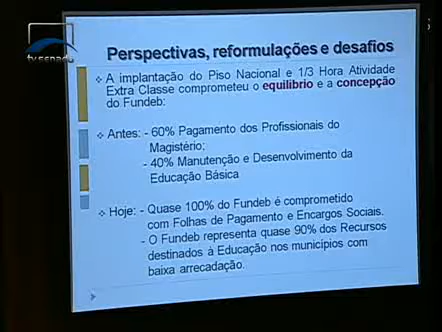 tv senado
Perspectivas, reformulações e desafios
A implantação do Piso Nacional e 1/3 Hora Atividade
Extra Classe comprometeu o equilibrio e a concepção
do Fundeb:
Antes: - 60% Pagamento dos Profissionais do
Magistério;
- 40% Manutenção e Desenvolvimento da
Educação Básica
Hoje: - Quase 100% do Fundeb é comprometido
com Folhas de Pagamento e Encargos Sociais.
- O Fundeb representa quase 90% dos Recursos
destinados à Educação nos municípios com
baixa arrecadação.